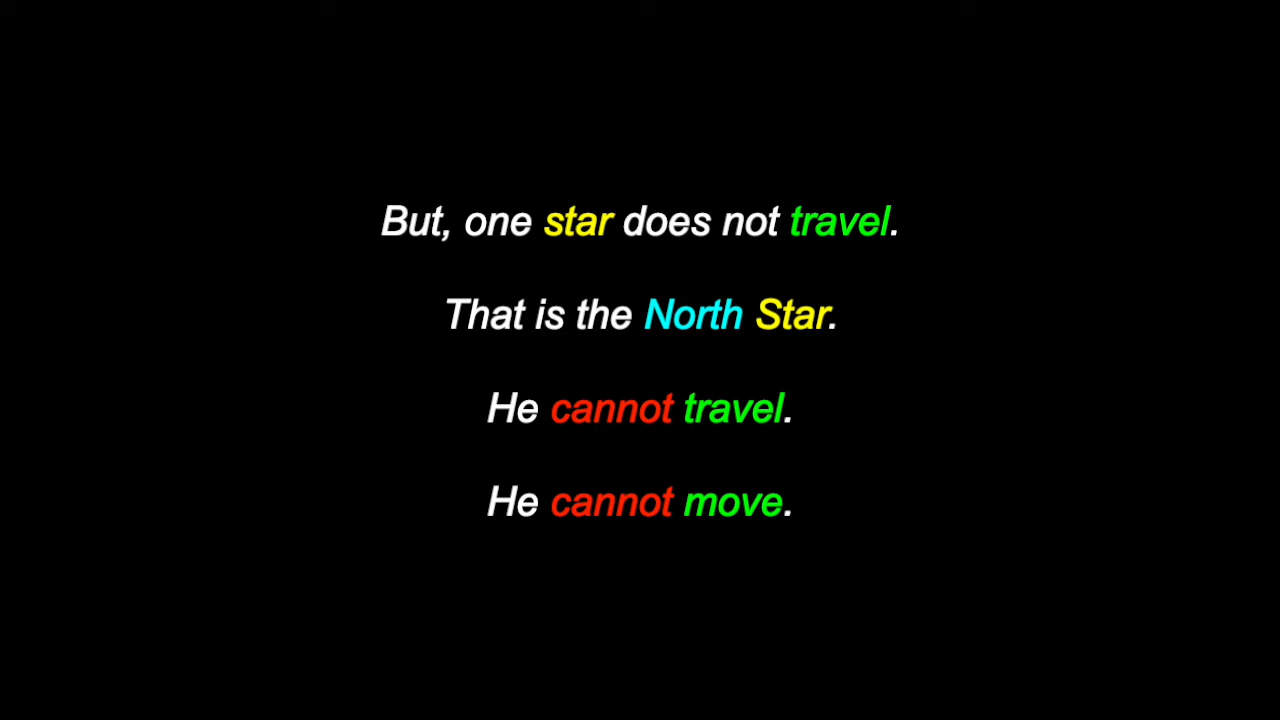 But, one star does not travel.
That is the North Star.
He cannot travel.
He cannot move.